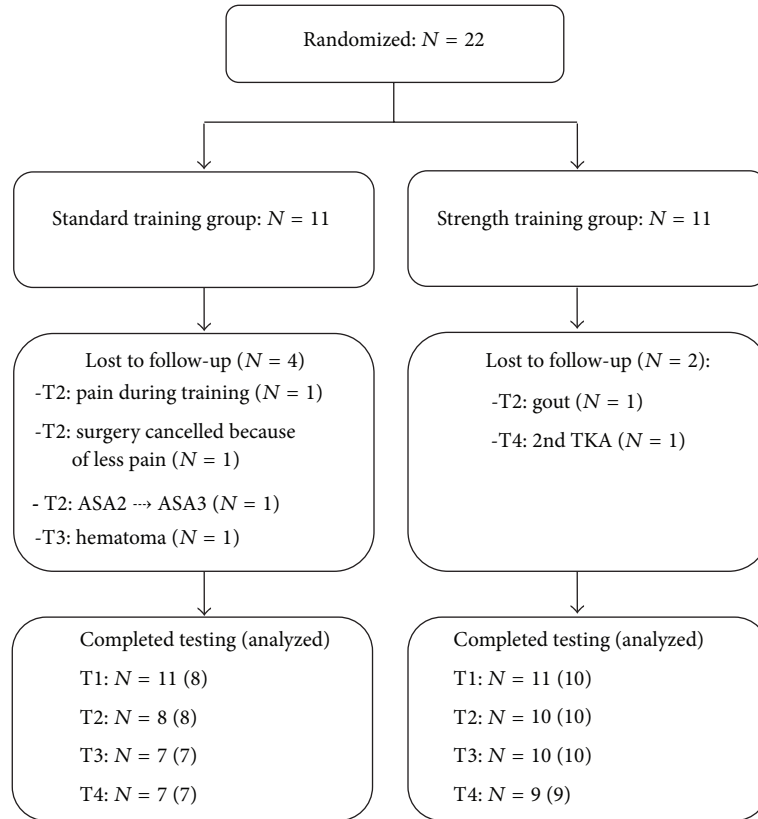 Randomized: N = 22
Standard training group: N = 11
Strength training group: N = 11
Lost to follow-up (N = 4)
-T2: pain during training (N = 1)
-T2: surgery cancelled because
of less pain (N = 1)
- T2: ASA2 ⤏ ASA3 (N = 1)
-T3: hematoma (N = 1)
Lost to follow-up (N = 2):
-T2: gout (N = 1)
-T4: 2nd TKA (N = 1)
Completed testing (analyzed)
T1: N = 11 (8)
T2: N = 8 (8)
T3: N = 7 (7)
T4: N = 7 (7)
Completed testing (analyzed)
T1: N = 11 (10)
T2: N = 10 (10)
T3: N = 10 (10)
T4: N = 9 (9)